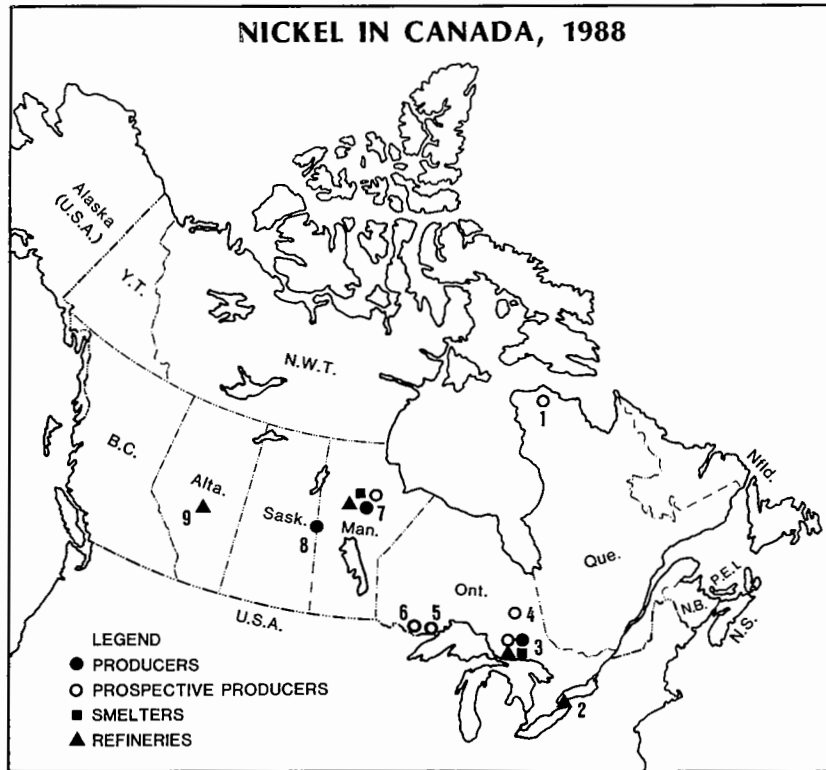 NICKEL IN CANADA, 1988
Alaska
(U.S.A.)
Y.T.
N.W.T.
1
B.C.
Alta.
9
Sask.
8
7
Man.
Nfld.
Que.
P.E.I.
N.B.
N.S.
Ont.
4
6
5
3
2
U.S.A.
LEGEND
PRODUCERS
PROSPECTIVE PRODUCERS
SMELTERS
REFINERIES